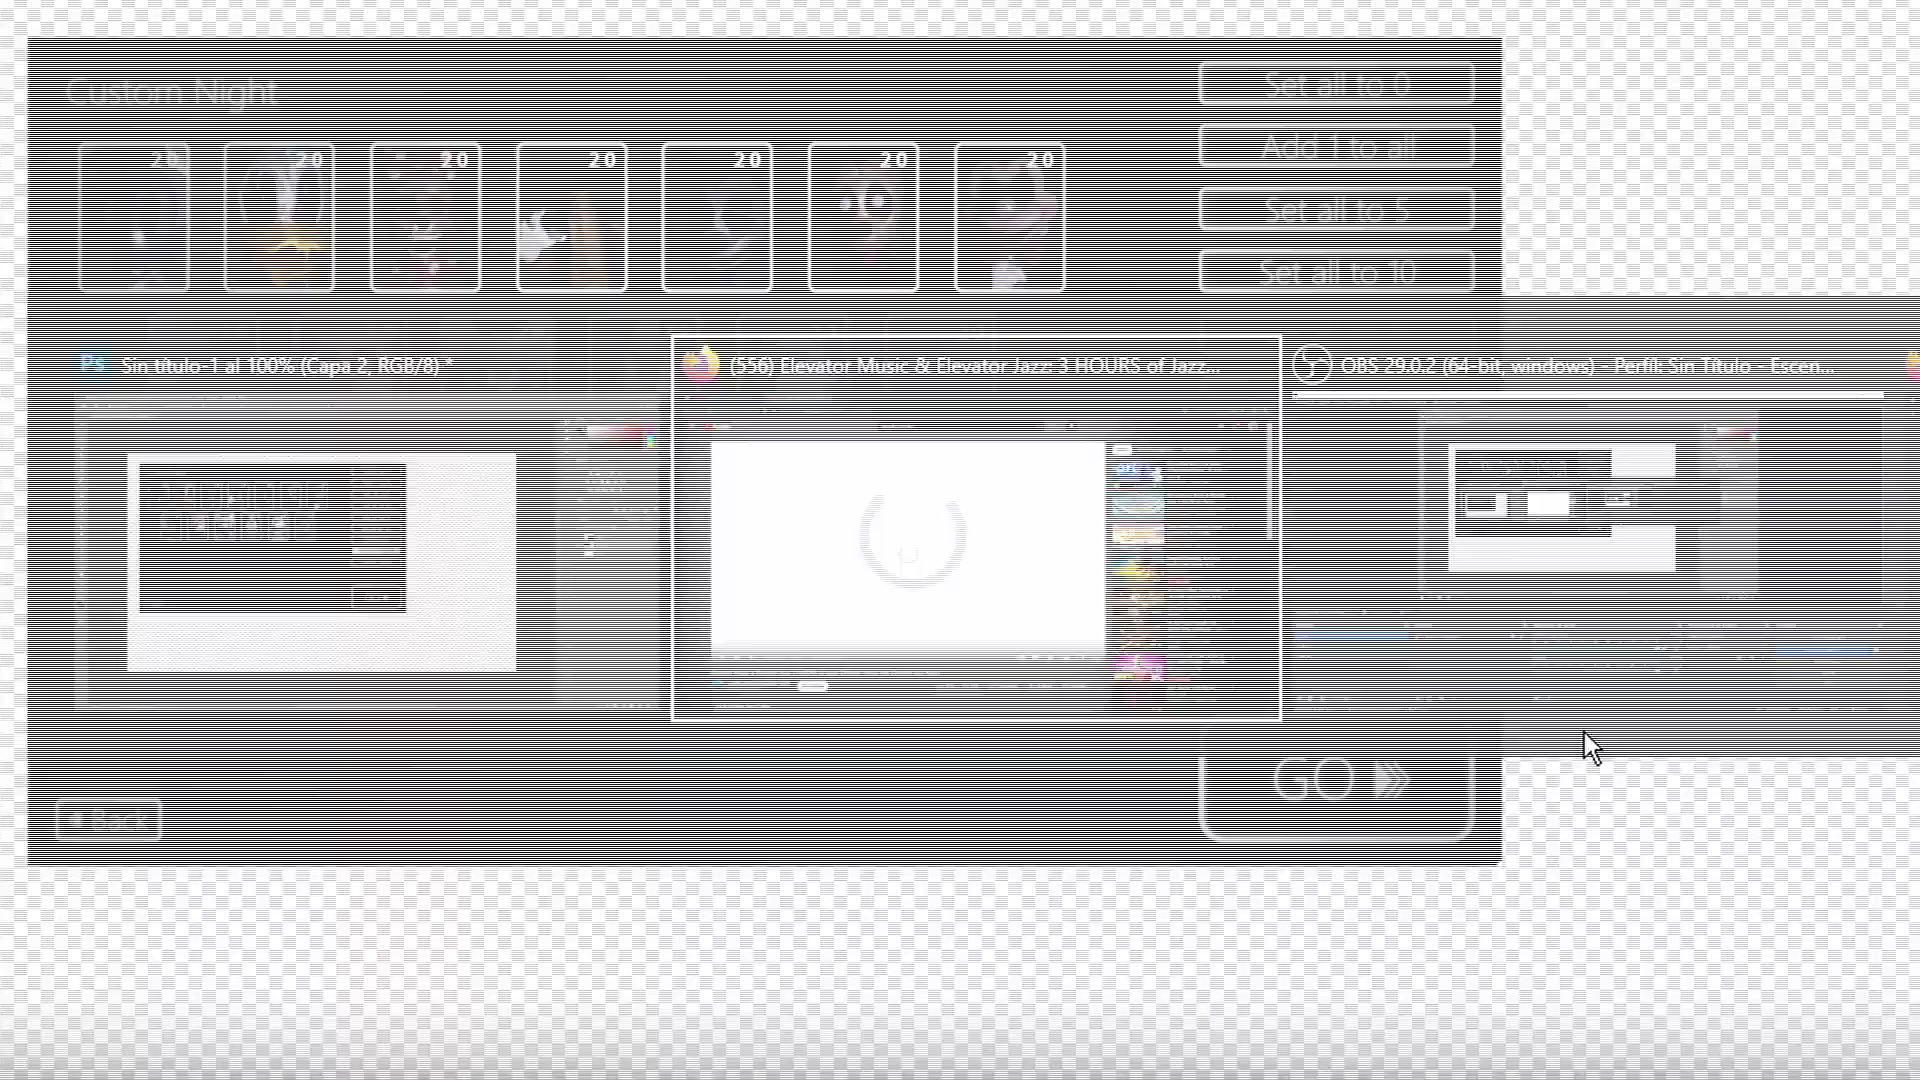 Custom Night
Set all to 0
Add 1 to all
Set all to 5
Set all to 10
20 20 20 20 20 20 20
Ps Sin título-1 al 100% (Capa 2, RGB/8) *
(556) Elevator Music & Elevator Jazz: 3 HOURS of Jazz...
OBS 29.0.2 (64-bit, windows) - Perfil: Sin Título - Escen...
GO
Back